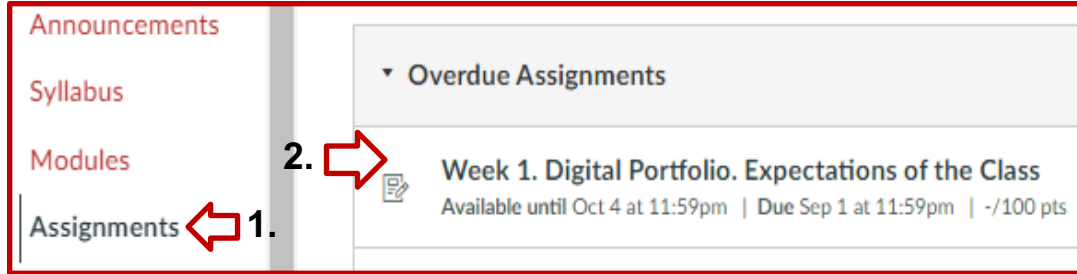 Announcements
Syllabus
Modules
Assignments
1.
Overdue Assignments
2.
Week 1. Digital Portfolio. Expectations of the Class
Available until Oct 4 at 11:59pm | Due Sep 1 at 11:59pm | -/100 pts